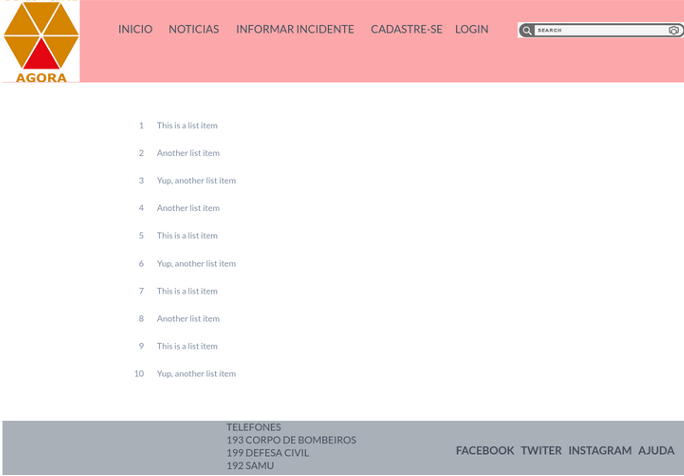 AGORA
INICIO NOTICIAS INFORMAR INCIDENTE CADASTRE-SE LOGIN
SEARCH
1 This is a list item
2 Another list item
3 Yup, another list item
4 Another list item
5 This is a list item
6 Yup, another list item
7 This is a list item
8 Another list item
9 This is a list item
10 Yup, another list item
TELEFONES
193 CORPO DE BOMBEIROS
199 DEFESA CIVIL
192 SAMU
FACEBOOK TWITER INSTAGRAM AJUDA